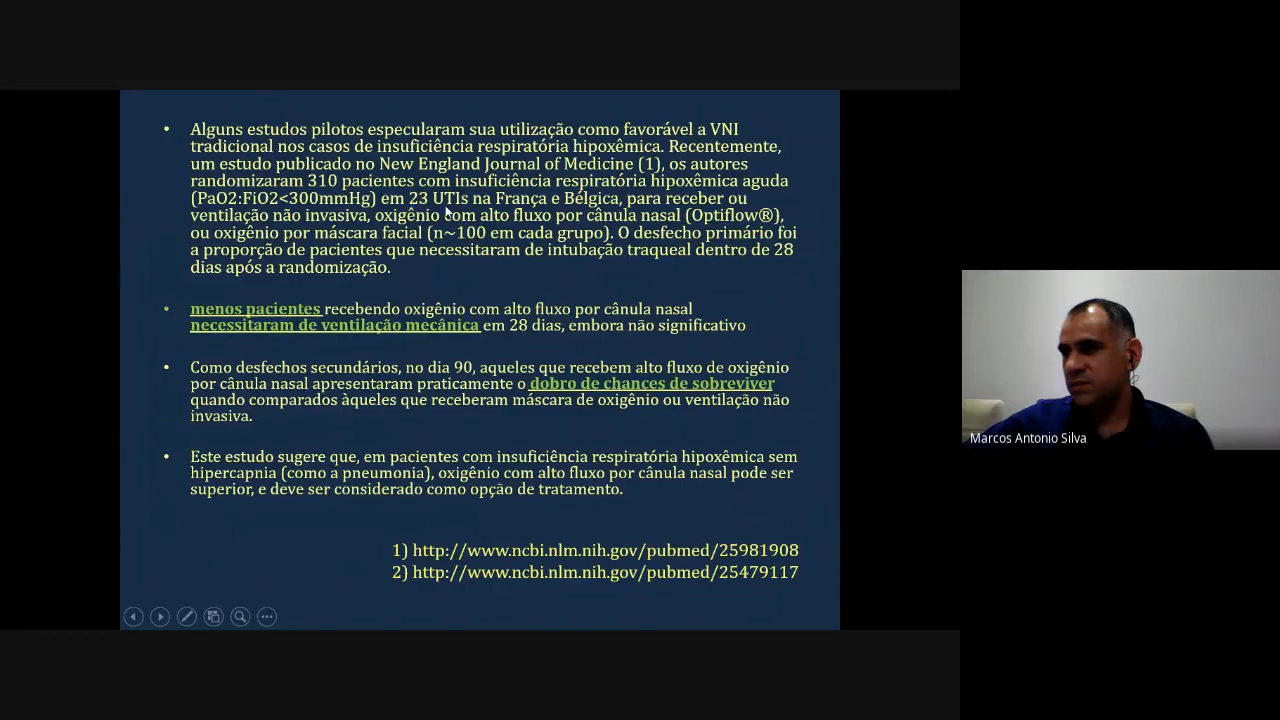 • Alguns estudos pilotos especularam sua utilização como favorável a VNI
tradicional nos casos de insuficiência respiratória hipoxêmica. Recentemente,
um estudo publicado no New England Journal of Medicine (1), os autores
randomizaram 310 pacientes com insuficiência respiratória hipoxêmica aguda
(PaO2:FiO2<300mmHg) em 23 UTIs na França e Bélgica, para receber ou
ventilação não invasiva, oxigênio com alto fluxo por cânula nasal (Optiflow®),
ou oxigênio por máscara facial (n~100 em cada grupo). O desfecho primário foi
a proporção de pacientes que necessitaram de intubação traqueal dentro de 28
dias após a randomização.
• menos pacientes recebendo oxigênio com alto fluxo por cânula nasal
necessitaram de ventilação mecânica em 28 dias, embora não significativo
• Como desfechos secundários, no dia 90, aqueles que recebem alto fluxo de oxigênio
por cânula nasal apresentaram praticamente o dobro de chances de sobreviver
quando comparados àqueles que receberam máscara de oxigênio ou ventilação não
invasiva.
• Este estudo sugere que, em pacientes com insuficiência respiratória hipoxêmica sem
hipercapnia (como a pneumonia), oxigênio com alto fluxo por cânula nasal pode ser
superior, e deve ser considerado como opção de tratamento.
1) http://www.ncbi.nlm.nih.gov/pubmed/25981908
2) http://www.ncbi.nlm.nih.gov/pubmed/25479117
Marcos Antonio Silva